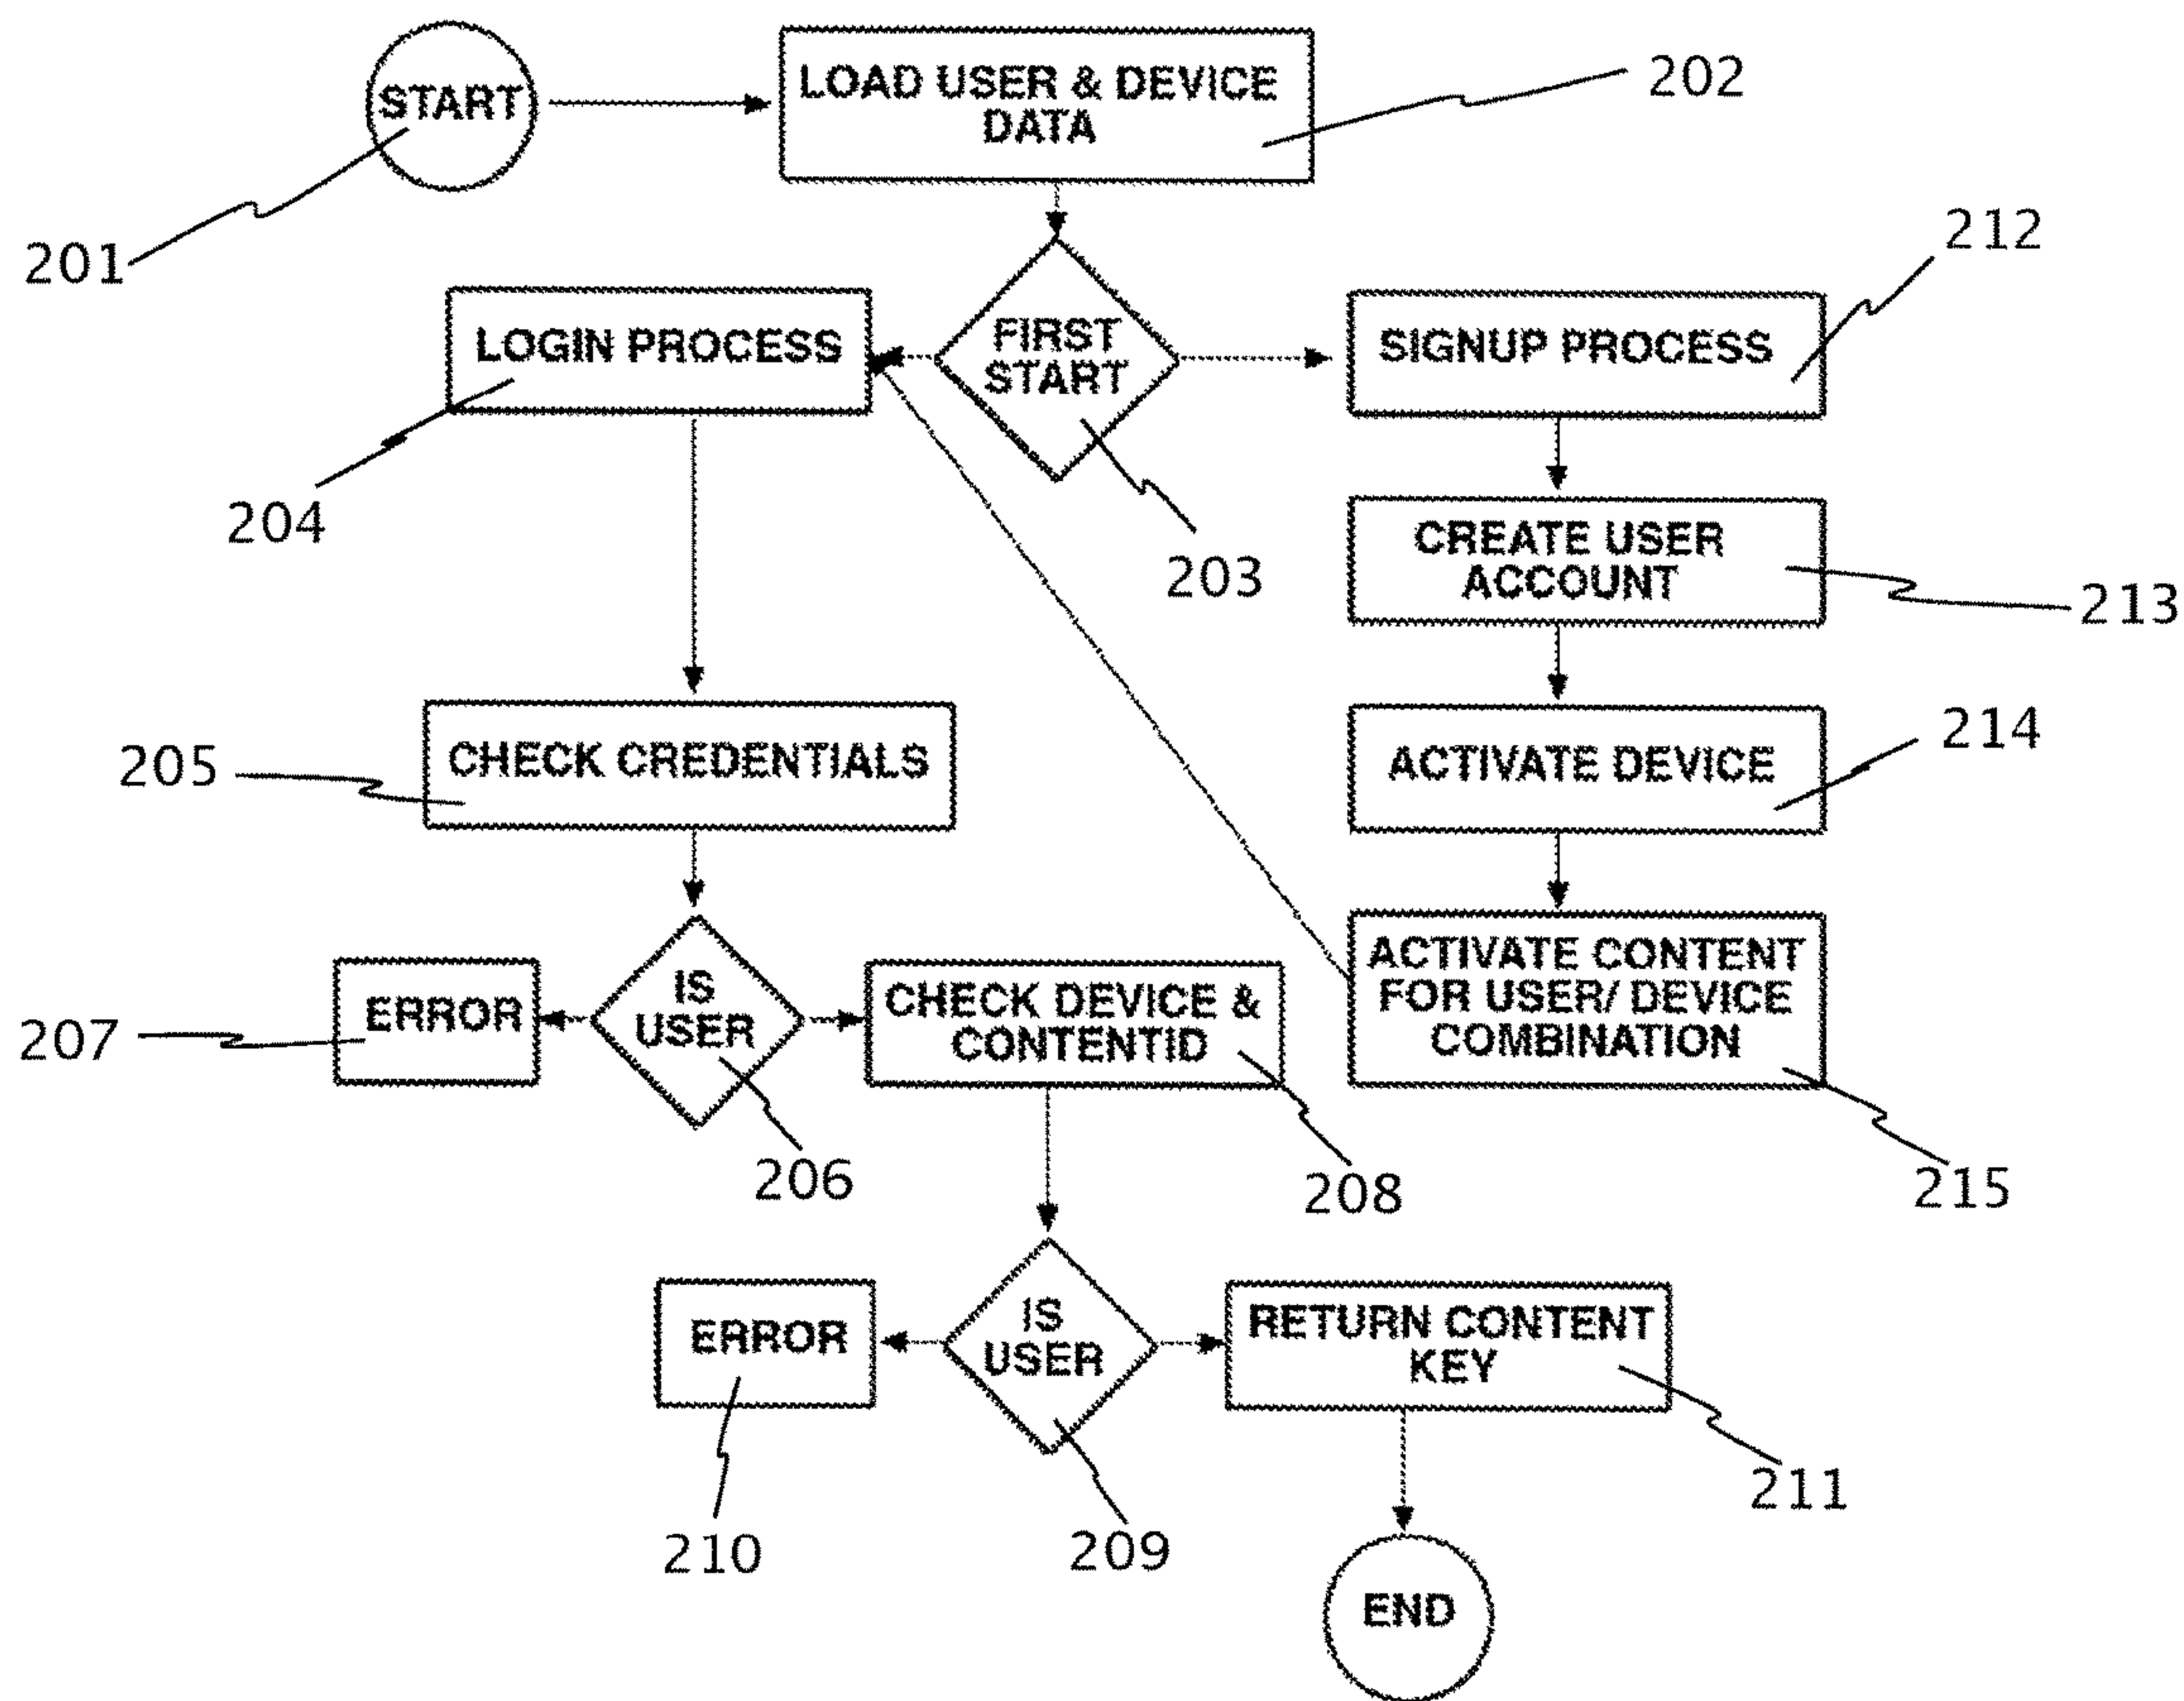 START
LOAD USER & DEVICE
DATA
202
201
212
LOGIN PROCESS
FIRST
START
SIGNUP PROCESS
204
203
CREATE USER
ACCOUNT
213
205
CHECK CREDENTIALS
ACTIVATE DEVICE
214
207
ERROR
IS
USER
CHECK DEVICE &
CONTENTID
ACTIVATE CONTENT
FOR USER/ DEVICE
COMBINATION
206
208
215
ERROR
IS
USER
RETURN CONTENT
KEY
210
209
211
END